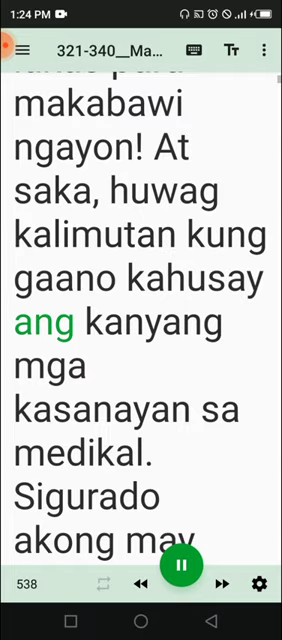 1:24 PM
321-340__Ma...
makabawi
ngayon! At
saka, huwag
kalimutan kung
gaano kahusay
ang kanyang
mga
kasanayan sa
medikal.
Sigurado
akong may
538